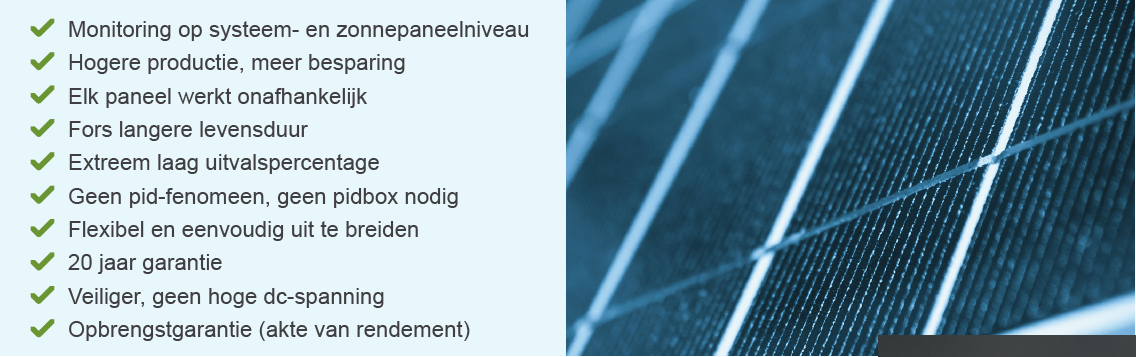 Monitoring op systeem- en zonnepaneelniveau
Hogere productie, meer besparing
Elk paneel werkt onafhankelijk
Fors langere levensduur
Extreem laag uitvalspercentage
Geen pid-fenomeen, geen pidbox nodig
Flexibel en eenvoudig uit te breiden
20 jaar garantie
Veiliger, geen hoge dc-spanning
Opbrengstgarantie (akte van rendement)